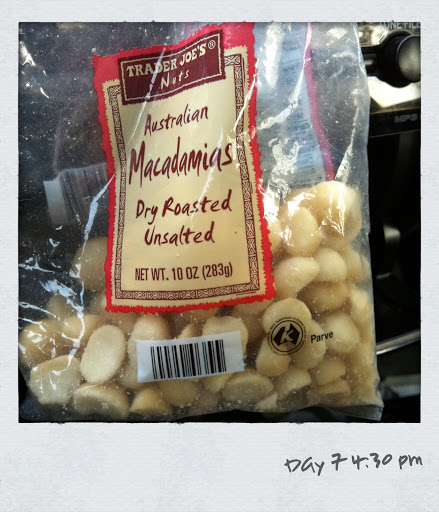 TRADER JOE'S®
Nuts
Australian
Macadamias
Dry Roasted
Unsalted
NET WT. 10 OZ (283g)
K
Parve
MP3
Day 7 4:30 pm